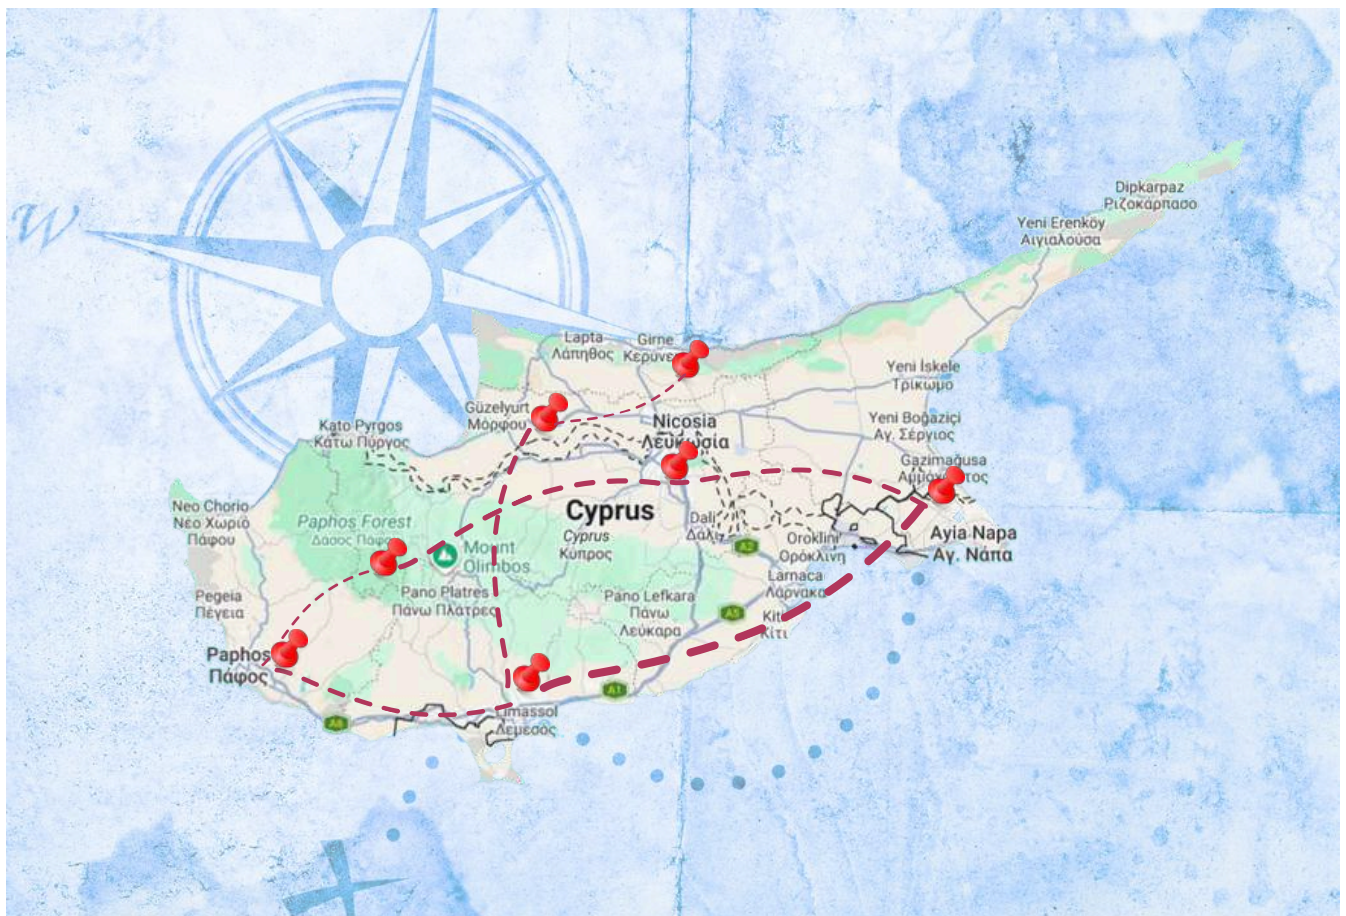 W
Dipkarpaz
Ριζοκάρπασο
Yeni Erenköy
Αιγιαλούσα
Lapta
Λάπηθος
Girne
Yeni İskele
Τρίκωμο
Güzelyurt
Μόρφου
Nicosia
Λευκωσία
Yeni Boğaziçi
Αγ. Σέργιος
Kato Pyrgos
Κάτω Πύργος
Gazimağusa
Neo Chorio
Νέο Χωριό
Πάφου
Paphos Forest
Δάσος Πάφου
Cyprus
Cyprus
Κύπρος
Dali
Δάλι
Ayia Napa
Αγ. Νάπα
Oroklini
Ορόκλινη
A2
Mount
Olimbos
Larnaca
Λάρνακα
Pegeia
Πέγεια
Pano Platres
Πάνω Πλάτρες
Pano Lefkara
Πάνω
Λεύκαρα
A5
Kiti
Κίτι
Paphos
Πάφος
A1
A6
Limassol
Λεμεσός